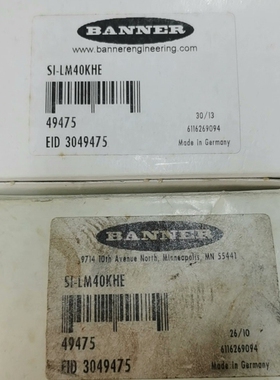 BANNER
www.bannerengineering.com
SI-LM40KHE
30/13
49475
6116269094
EID 3049475
Made in Germany
BANNER
9714 10th Avenue North, Minneapolis, MN 55441
SI-LM40KHE
49475
26/10
6116269094
EID 3049475
Made in Germany